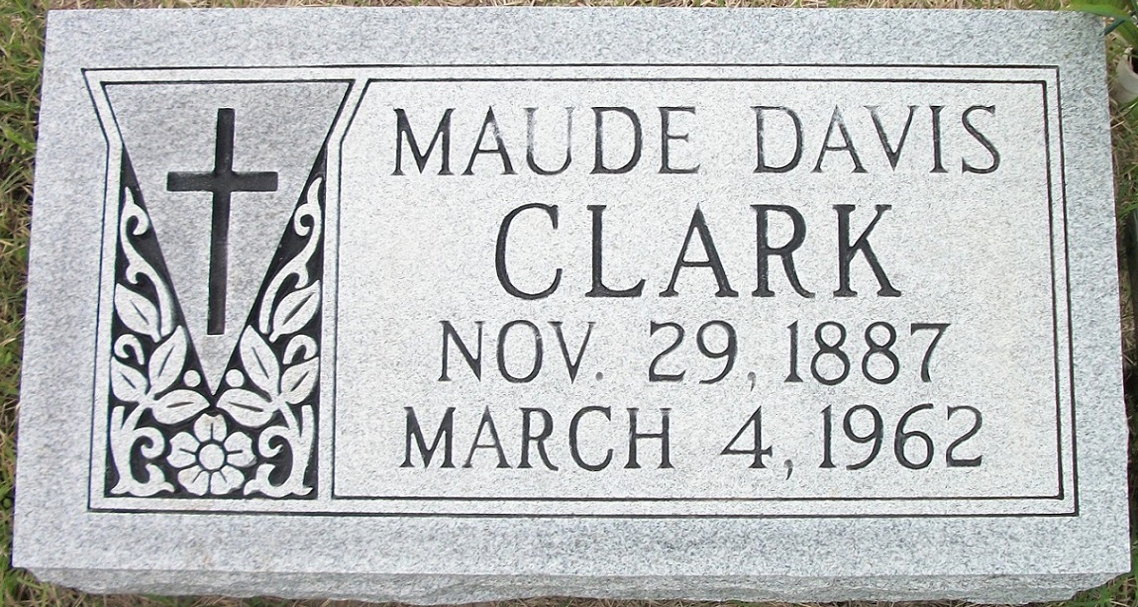 MAUDE DAVIS
CLARK
NOV. 29, 1887
MARCH 4, 1962